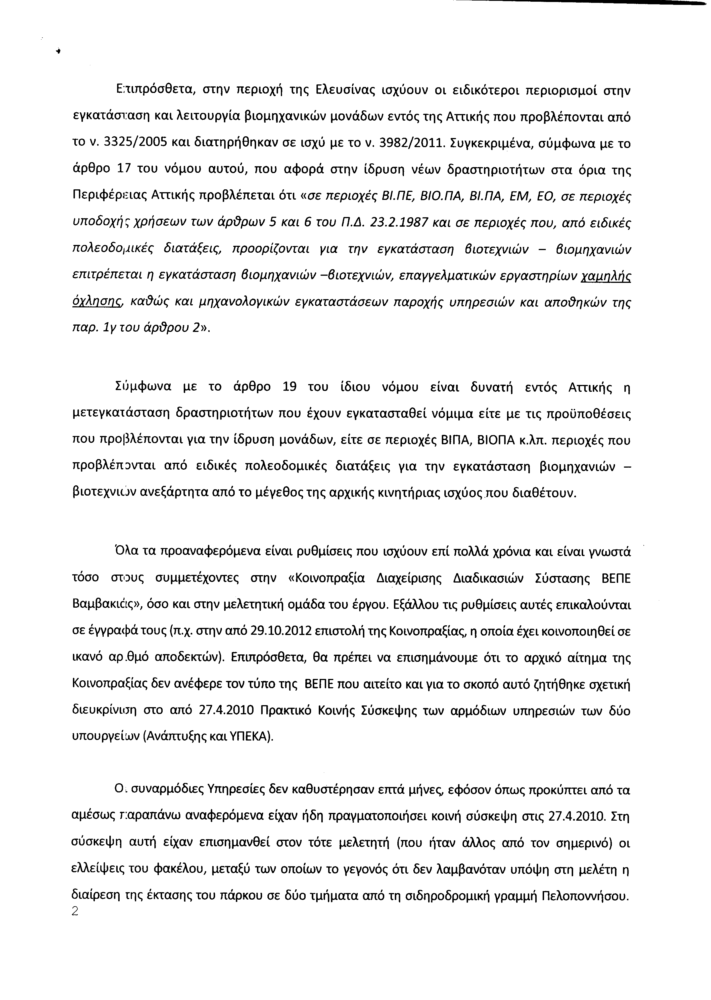 Επιπρόσθετα, στην περιοχή της Ελευσίνας ισχύουν οι ειδικότεροι περιορισμοί στην
εγκατάσταση και λειτουργία βιομηχανικών μονάδων εντός της Αττικής που προβλέπονται από
το ν. 3325/2005 και διατηρήθηκαν σε ισχύ με το ν. 3982/2011. Συγκεκριμένα, σύμφωνα με το
άρθρο 17 του νόμου αυτού, που αφορά στην ίδρυση νέων δραστηριοτήτων στα όρια της
Περιφέρειας Αττικής προβλέπεται ότι «σε περιοχές ΒΙ.ΠΕ, ΒΙΟ.ΠΑ, ΒΙ.ΠΑ, ΕΜ, ΕΟ, σε περιοχές
υποδοχής χρήσεων των άρθρων 5 και 6 του Π.Δ. 23.2.1987 και σε περιοχές που, από ειδικές
πολεοδομικές διατάξεις, προορίζονται για την εγκατάσταση βιοτεχνιών – βιομηχανιών
επιτρέπεται η εγκατάσταση βιομηχανιών –βιοτεχνιών, επαγγελματικών εργαστηρίων χαμηλής
όχλησης, καθώς και μηχανολογικών εγκαταστάσεων παροχής υπηρεσιών και αποθηκών της
παρ. 1γ του άρθρου 2».
Σύμφωνα με το άρθρο 19 του ίδιου νόμου είναι δυνατή εντός Αττικής η
μετεγκατάσταση δραστηριοτήτων που έχουν εγκατασταθεί νόμιμα είτε με τις προϋποθέσεις
που προβλέπονται για την ίδρυση μονάδων, είτε σε περιοχές ΒΙΠΑ, ΒΙΟΠΑ κ.λπ. περιοχές που
προβλέπονται από ειδικές πολεοδομικές διατάξεις για την εγκατάσταση βιομηχανιών –
βιοτεχνιών ανεξάρτητα από το μέγεθος της αρχικής κινητήριας ισχύος που διαθέτουν.
Όλα τα προαναφερόμενα είναι ρυθμίσεις που ισχύουν επί πολλά χρόνια και είναι γνωστά
τόσο στους συμμετέχοντες στην «Κοινοπραξία Διαχείρισης Διαδικασιών Σύστασης ΒΕΠΕ
Βαμβακιάς», όσο και στην μελετητική ομάδα του έργου. Εξάλλου τις ρυθμίσεις αυτές επικαλούνται
σε έγγραφά τους (π.χ. στην από 29.10.2012 επιστολή της Κοινοπραξίας, η οποία έχει κοινοποιηθεί σε
ικανό αριθμό αποδεκτών). Επιπρόσθετα, θα πρέπει να επισημάνουμε ότι το αρχικό αίτημα της
Κοινοπραξίας δεν ανέφερε τον τύπο της ΒΕΠΕ που αιτείτο και για το σκοπό αυτό ζητήθηκε σχετική
διευκρίνιση στο από 27.4.2010 Πρακτικό Κοινής Σύσκεψης των αρμόδιων υπηρεσιών των δύο
υπουργείων (Ανάπτυξης και ΥΠΕΚΑ).
Οι συναρμόδιες Υπηρεσίες δεν καθυστέρησαν επτά μήνες, εφόσον όπως προκύπτει από τα
αμέσως παραπάνω αναφερόμενα είχαν ήδη πραγματοποιήσει κοινή σύσκεψη στις 27.4.2010. Στη
σύσκεψη αυτή είχαν επισημανθεί στον τότε μελετητή (που ήταν άλλος από τον σημερινό) οι
ελλείψεις του φακέλου, μεταξύ των οποίων το γεγονός ότι δεν λαμβανόταν υπόψη στη μελέτη η
διαίρεση της έκτασης του πάρκου σε δύο τμήματα από τη σιδηροδρομική γραμμή Πελοποννήσου.
2